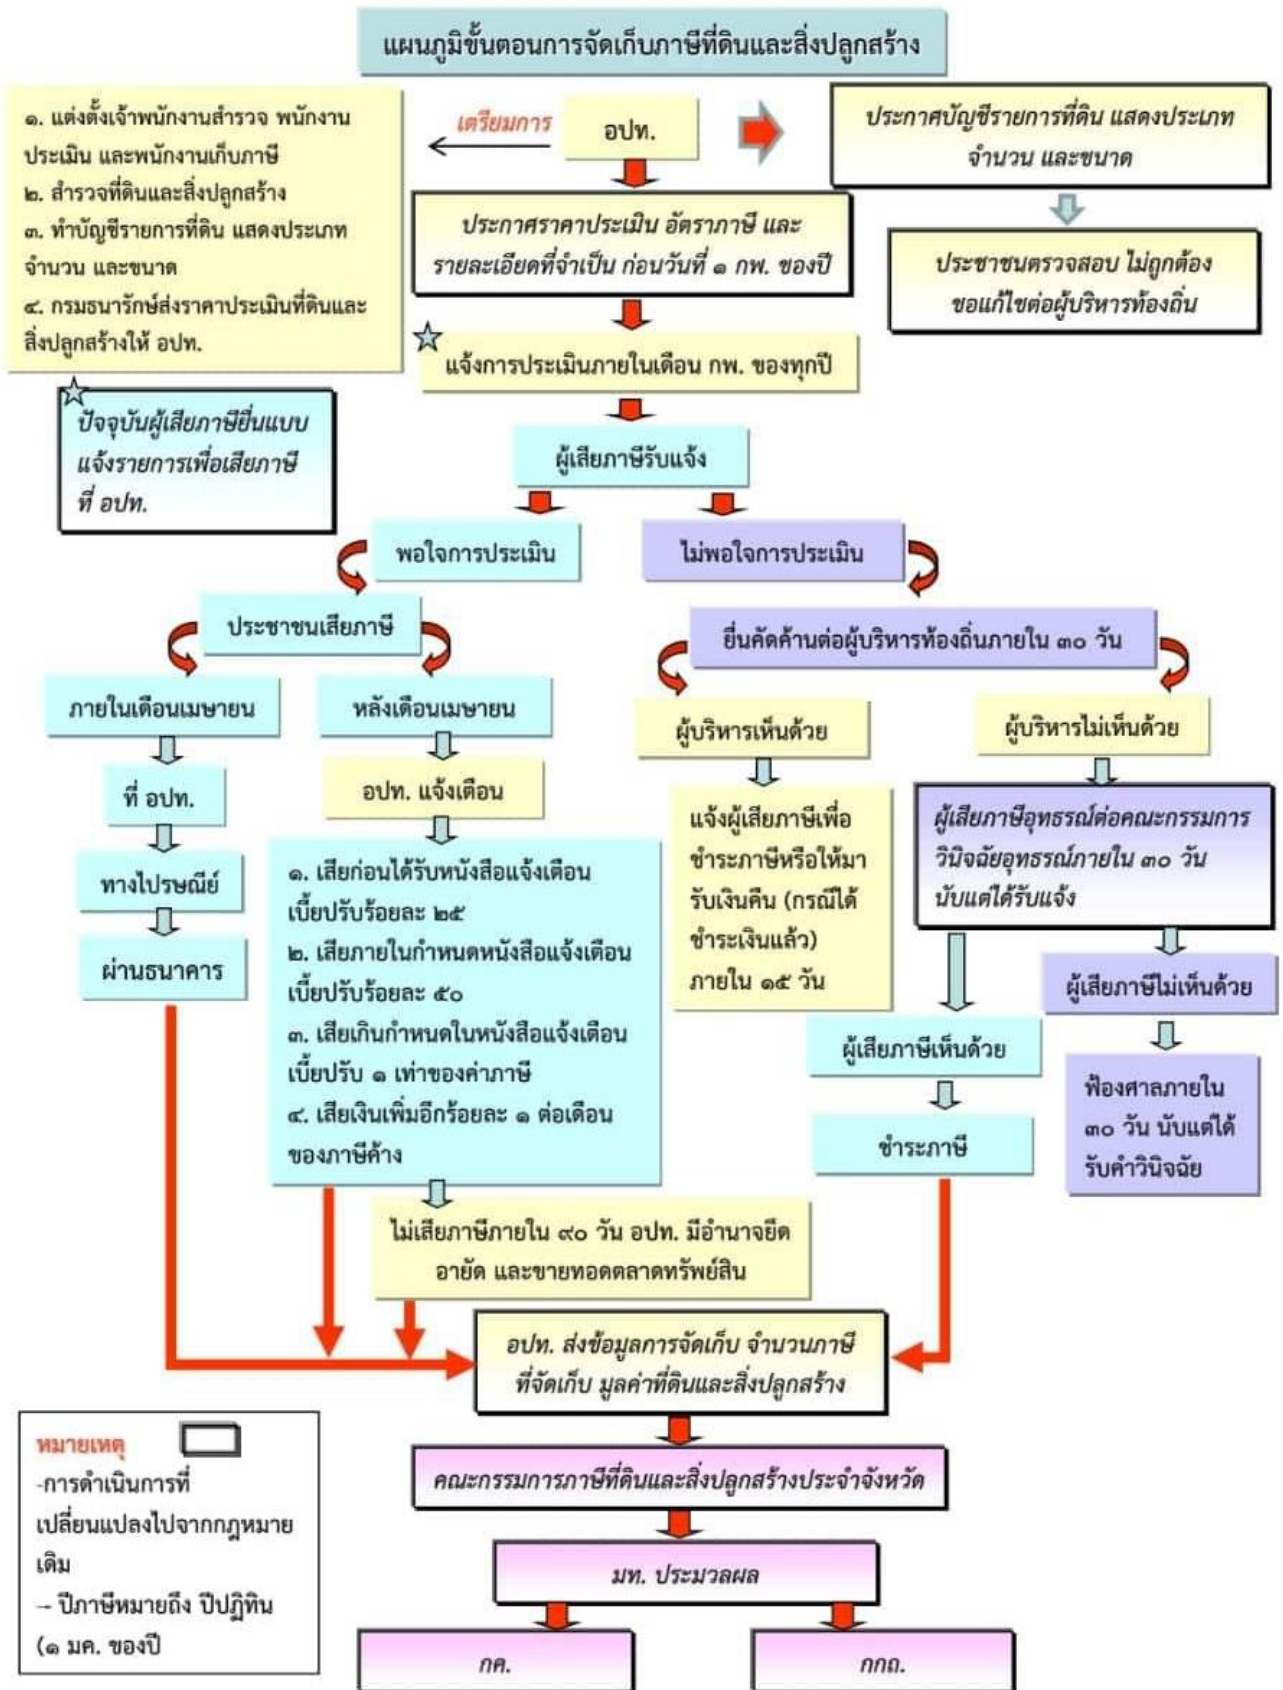 แผนภูมิขั้นตอนการจัดเก็บภาษีที่ดินและสิ่งปลูกสร้าง
๑. แต่งตั้งเจ้าพนักงานสำรวจ พนักงาน
ประเมิน และพนักงานเก็บภาษี
๒. สำรวจที่ดินและสิ่งปลูกสร้าง
๓. ทำบัญชีรายการที่ดิน แสดงประเภท
จำนวน และขนาด
๔. กรมธนารักษ์ส่งราคาประเมินที่ดินและ
สิ่งปลูกสร้างให้ อปท.
เตรียมการ
อปท.
ประกาศบัญชีรายการที่ดิน แสดงประเภท
จำนวน และขนาด
ประชาชนตรวจสอบ ไม่ถูกต้อง
ขอแก้ไขต่อผู้บริหารท้องถิ่น
ประกาศราคาประเมิน อัตราภาษี และ
รายละเอียดที่จำเป็น ก่อนวันที่ ๑ กพ. ของปี
แจ้งการประเมินภายในเดือน กพ. ของทุกปี
ปัจจุบันผู้เสียภาษียื่นแบบ
แจ้งรายการเพื่อเสียภาษี
ที่ อปท.
ผู้เสียภาษีรับแจ้ง
พอใจการประเมิน
ไม่พอใจการประเมิน
ประชาชนเสียภาษี
ยื่นคัดค้านต่อผู้บริหารท้องถิ่นภายใน ๓๐ วัน
ภายในเดือนเมษายน
หลังเดือนเมษายน
ผู้บริหารเห็นด้วย
ผู้บริหารไม่เห็นด้วย
ที่ อปท.
ทางไปรษณีย์
ผ่านธนาคาร
อปท. แจ้งเตือน
๑. เสียก่อนได้รับหนังสือแจ้งเตือน
เบี้ยปรับร้อยละ ๒๕
๒. เสียภายในกำหนดหนังสือแจ้งเตือน
เบี้ยปรับร้อยละ ๕๐
๓. เสียเกินกำหนดในหนังสือแจ้งเตือน
เบี้ยปรับ ๑ เท่าของค่าภาษี
๔. เสียเงินเพิ่มอีกร้อยละ ๑ ต่อเดือน
ของภาษีค้าง
แจ้งผู้เสียภาษีเพื่อ
ชำระภาษีหรือให้มา
รับเงินคืน (กรณีได้
ชำระเงินแล้ว)
ภายใน ๑๕ วัน
ผู้เสียภาษีอุทธรณ์ต่อคณะกรรมการ
วินิจฉัยอุทธรณ์ภายใน ๓๐ วัน
นับแต่ได้รับแจ้ง
ผู้เสียภาษีไม่เห็นด้วย
ผู้เสียภาษีเห็นด้วย
ชำระภาษี
ฟ้องศาลภายใน
๓๐ วัน นับแต่ได้
รับคำวินิจฉัย
ไม่เสียภาษีภายใน ๙๐ วัน อปท. มีอำนาจยึด
อายัด และขายทอดตลาดทรัพย์สิน
อปท. ส่งข้อมูลการจัดเก็บ จำนวนภาษี
ที่จัดเก็บ มูลค่าที่ดินและสิ่งปลูกสร้าง
คณะกรรมการภาษีที่ดินและสิ่งปลูกสร้างประจำจังหวัด
มท. ประมวลผล
กค.
กกถ.
หมายเหตุ
-การดำเนินการที่
เปลี่ยนแปลงไปจากกฎหมาย
เดิม
- ปีภาษีหมายถึง ปีปฏิทิน
(๑ มค. ของปี